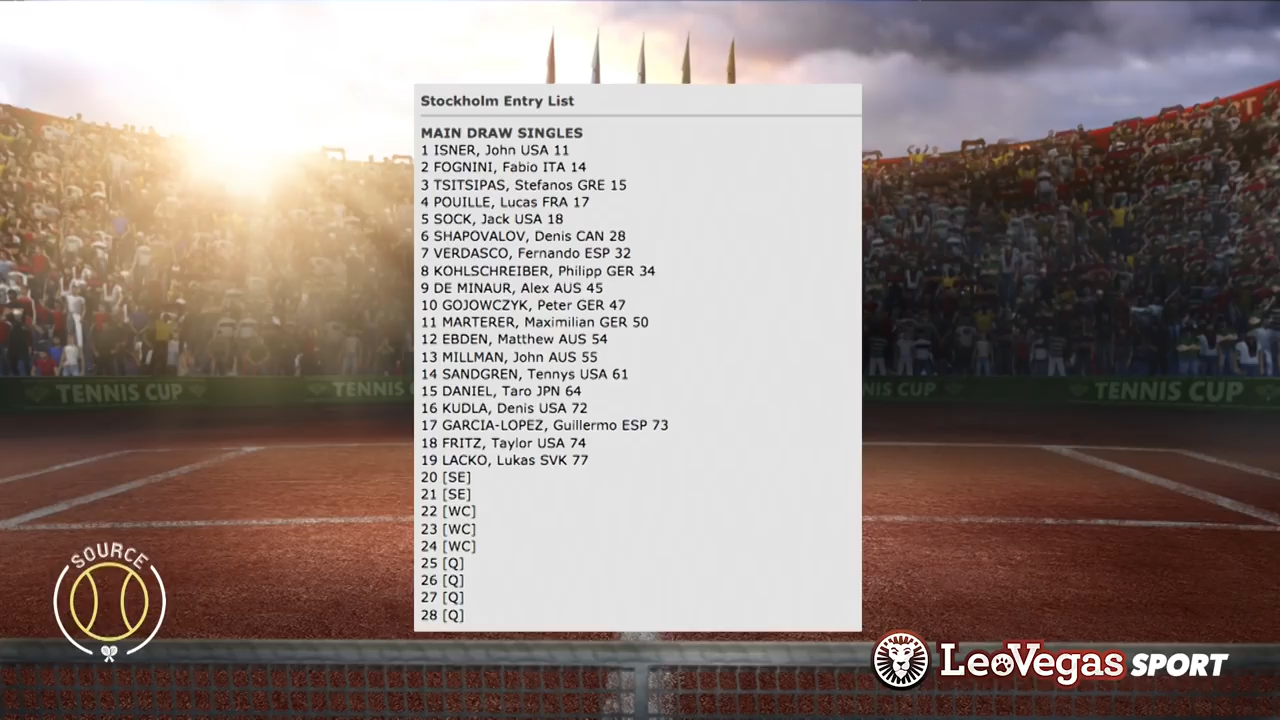 Stockholm Entry List
MAIN DRAW SINGLES
1 ISNER, John USA 11
2 FOGNINI, Fabio ITA 14
3 TSITSIPAS, Stefanos GRE 15
4 POUILLE, Lucas FRA 17
5 SOCK, Jack USA 18
6 SHAPOVALOV, Denis CAN 28
7 VERDASCO, Fernando ESP 32
8 KOHLSCHREIBER, Philipp GER 34
9 DE MINAUR, Alex AUS 45
10 GOJOWCZYK, Peter GER 47
11 MARTERER, Maximilian GER 50
12 EBDEN, Matthew AUS 54
13 MILLMAN, John AUS 55
14 SANDGREN, Tennys USA 61
15 DANIEL, Taro JPN 64
16 KUDLA, Denis USA 72
17 GARCIA-LOPEZ, Guillermo ESP 73
18 FRITZ, Taylor USA 74
19 LACKO, Lukas SVK 77
20 [SE]
21 [SE]
22 [WC]
23 [WC]
24 [WC]
25 [Q]
26 [Q]
27 [Q]
28 [Q]
TENNIS CUP
TENNIS
IS CUP
TENNIS CUP
SOURCE
LeoVegas SPORT